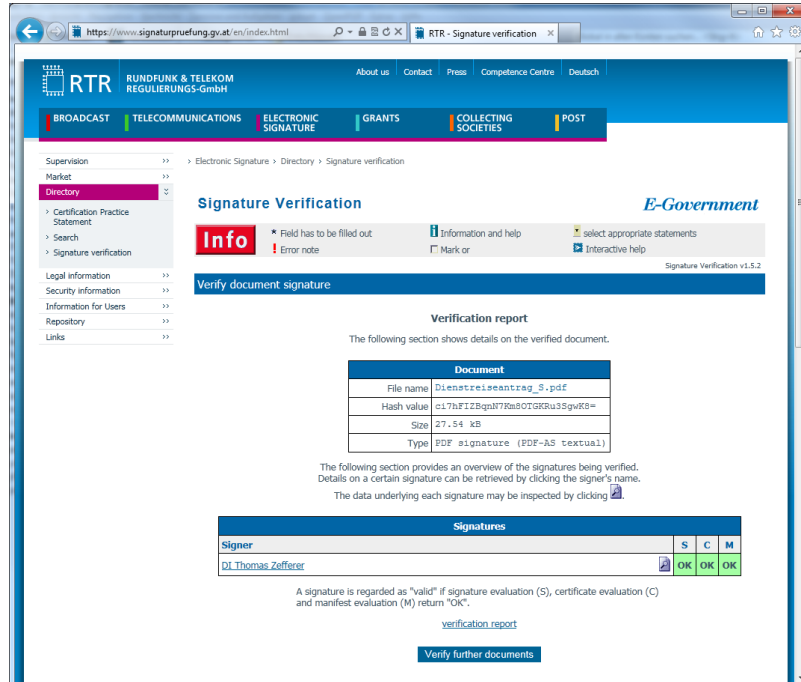 https://www.signaturpruefung.gv.at/en/index.html
RTR - Signature verification
RTR
RUNDFUNK & TELEKOM
REGULIERUNGS-GmbH
About us
Contact
Press
Competence Centre
Deutsch
BROADCAST
TELECOMMUNICATIONS
ELECTRONIC
SIGNATURE
GRANTS
COLLECTING
SOCIETIES
POST
Supervision >>
Market >>
Directory
> Certification Practice
Statement
> Search
> Signature verification
Legal information >>
Security information >>
Information for Users >>
Repository >>
Links >>
> Electronic Signature > Directory > Signature verification
Signature Verification
E-Government
Info
* Field has to be filled out
! Error note
Information and help
Mark or
select appropriate statements
Interactive help
Signature Verification v1.5.2
Verify document signature
Verification report
The following section shows details on the verified document.
Document
File name Dienstreiseantrag_S.pdf
Hash value ci7hFIZBqnN7Km8OTGKRu3SgwK8=
Size 27.54 kB
Type PDF signature (PDF-AS textual)
The following section provides an overview of the signatures being verified.
Details on a certain signature can be retrieved by clicking the signer's name.
The data underlying each signature may be inspected by clicking .
Signatures
Signer S C M
DI Thomas Zefferer OK OK OK
A signature is regarded as "valid" if signature evaluation (S), certificate evaluation (C)
and manifest evaluation (M) return "OK".
verification report
Verify further documents